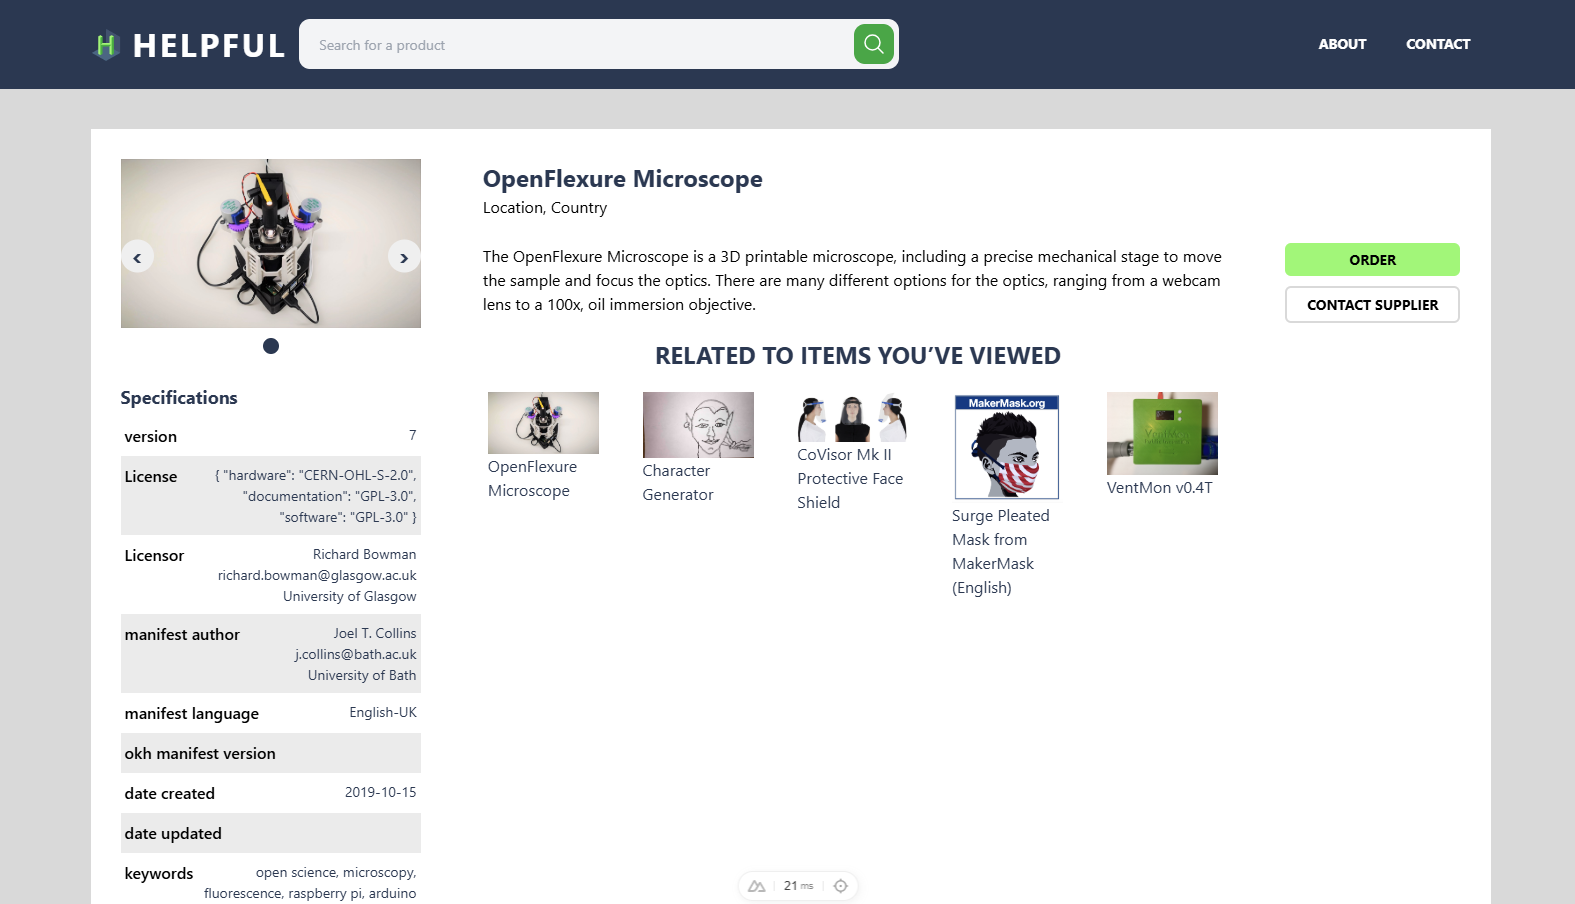 HELPFUL
Search for a product
ABOUT
CONTACT
OpenFlexure Microscope
Location, Country
The OpenFlexure Microscope is a 3D printable microscope, including a precise mechanical stage to move
the sample and focus the optics. There are many different options for the optics, ranging from a webcam
lens to a 100x, oil immersion objective.
ORDER
CONTACT SUPPLIER
‹
›
RELATED TO ITEMS YOU’VE VIEWED
OpenFlexure
Microscope
Character
Generator
CoVisor Mk II
Protective Face
Shield
MakerMask.org
Surge Pleated
Mask from
MakerMask
(English)
VentMon v0.4T
Specifications
version 7
License { "hardware": "CERN-OHL-S-2.0",
"documentation": "GPL-3.0",
"software": "GPL-3.0" }
Licensor Richard Bowman
richard.bowman@glasgow.ac.uk
University of Glasgow
manifest author Joel T. Collins
j.collins@bath.ac.uk
University of Bath
manifest language English-UK
okh manifest version
date created 2019-10-15
date updated
keywords open science, microscopy,
fluorescence, raspberry pi, arduino
21 ms